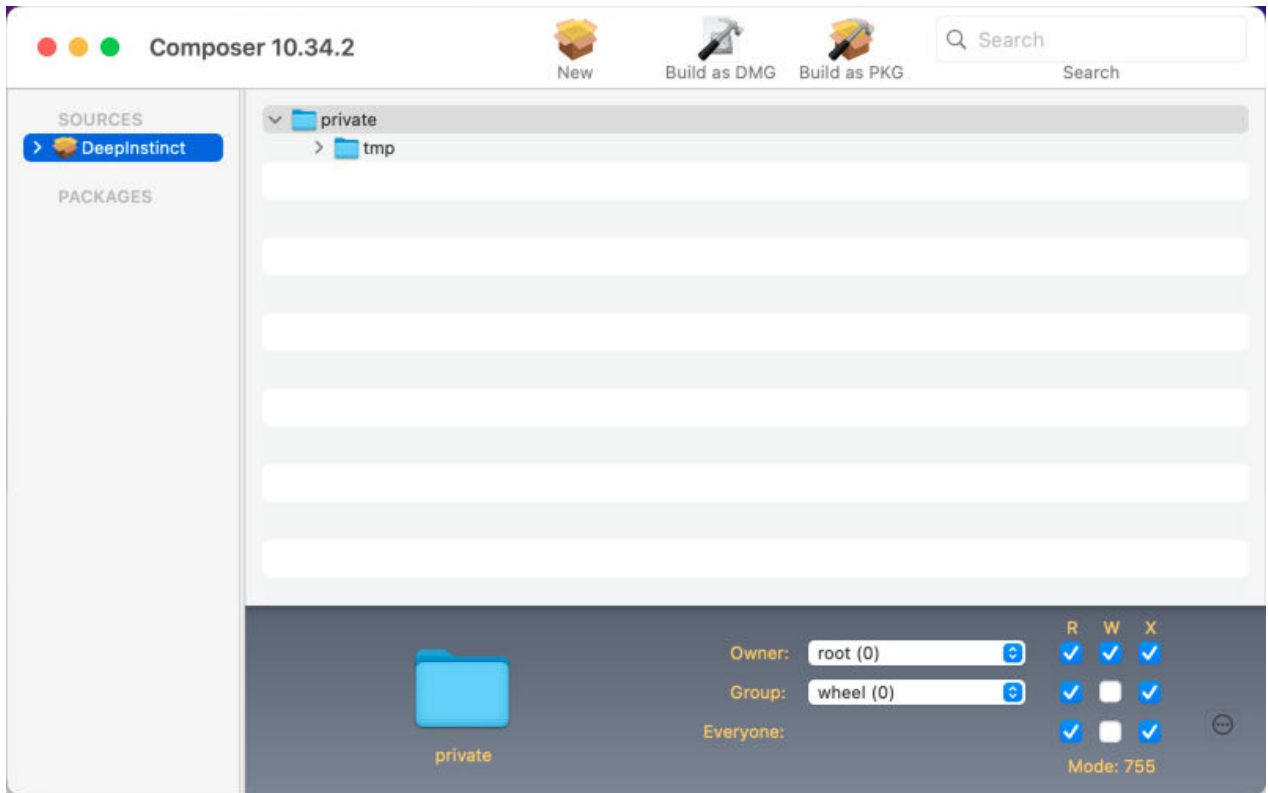 Composer 10.34.2
New
Build as DMG
Build as PKG
Search
Search
SOURCES
DeepInstinct
PACKAGES
private
tmp
R W X
Owner: root (0)
Group: wheel (0)
Everyone:
private
Mode: 755